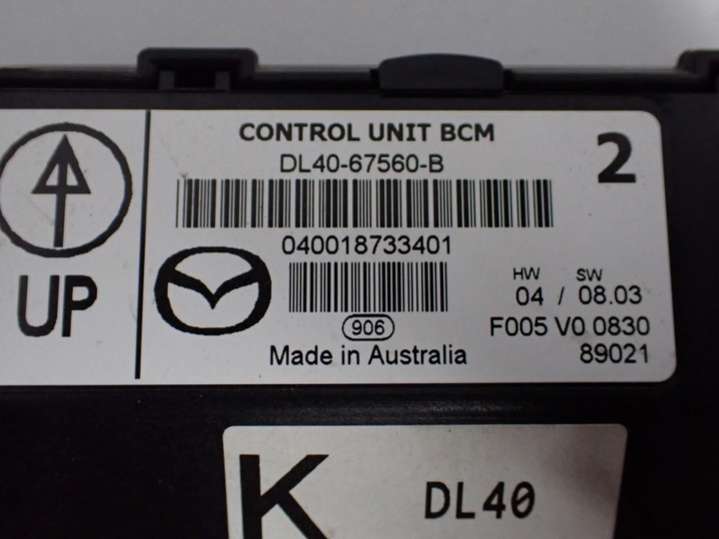 CONTROL UNIT BCM
DL40-67560-B
2
040018733401
HW SW
04 / 08.03
906
F005 V0 0830
Made in Australia
89021
UP
K
DL40